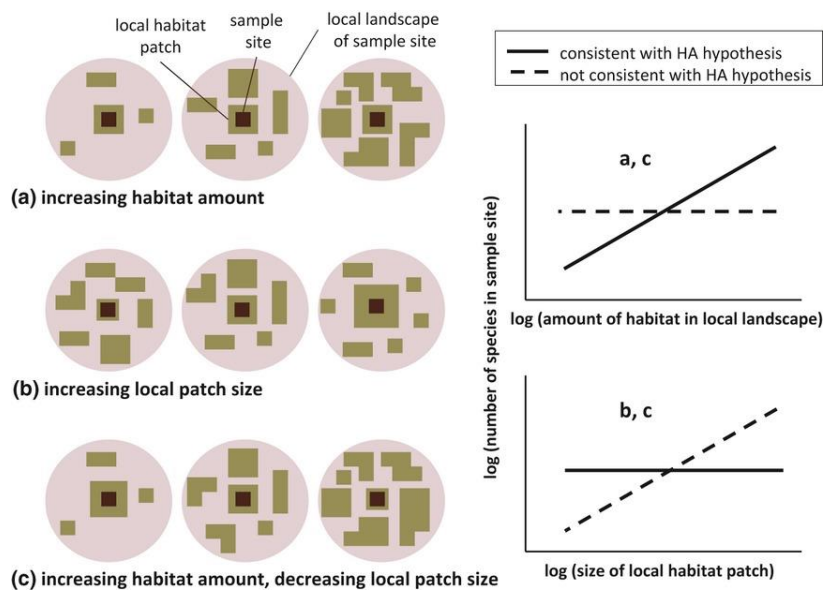 local habitat
patch
sample
site
local landscape
of sample site
(a) increasing habitat amount
(b) increasing local patch size
(c) increasing habitat amount, decreasing local patch size
consistent with HA hypothesis
not consistent with HA hypothesis
log (number of species in sample site)
a, c
log (amount of habitat in local landscape)
b, c
log (size of local habitat patch)